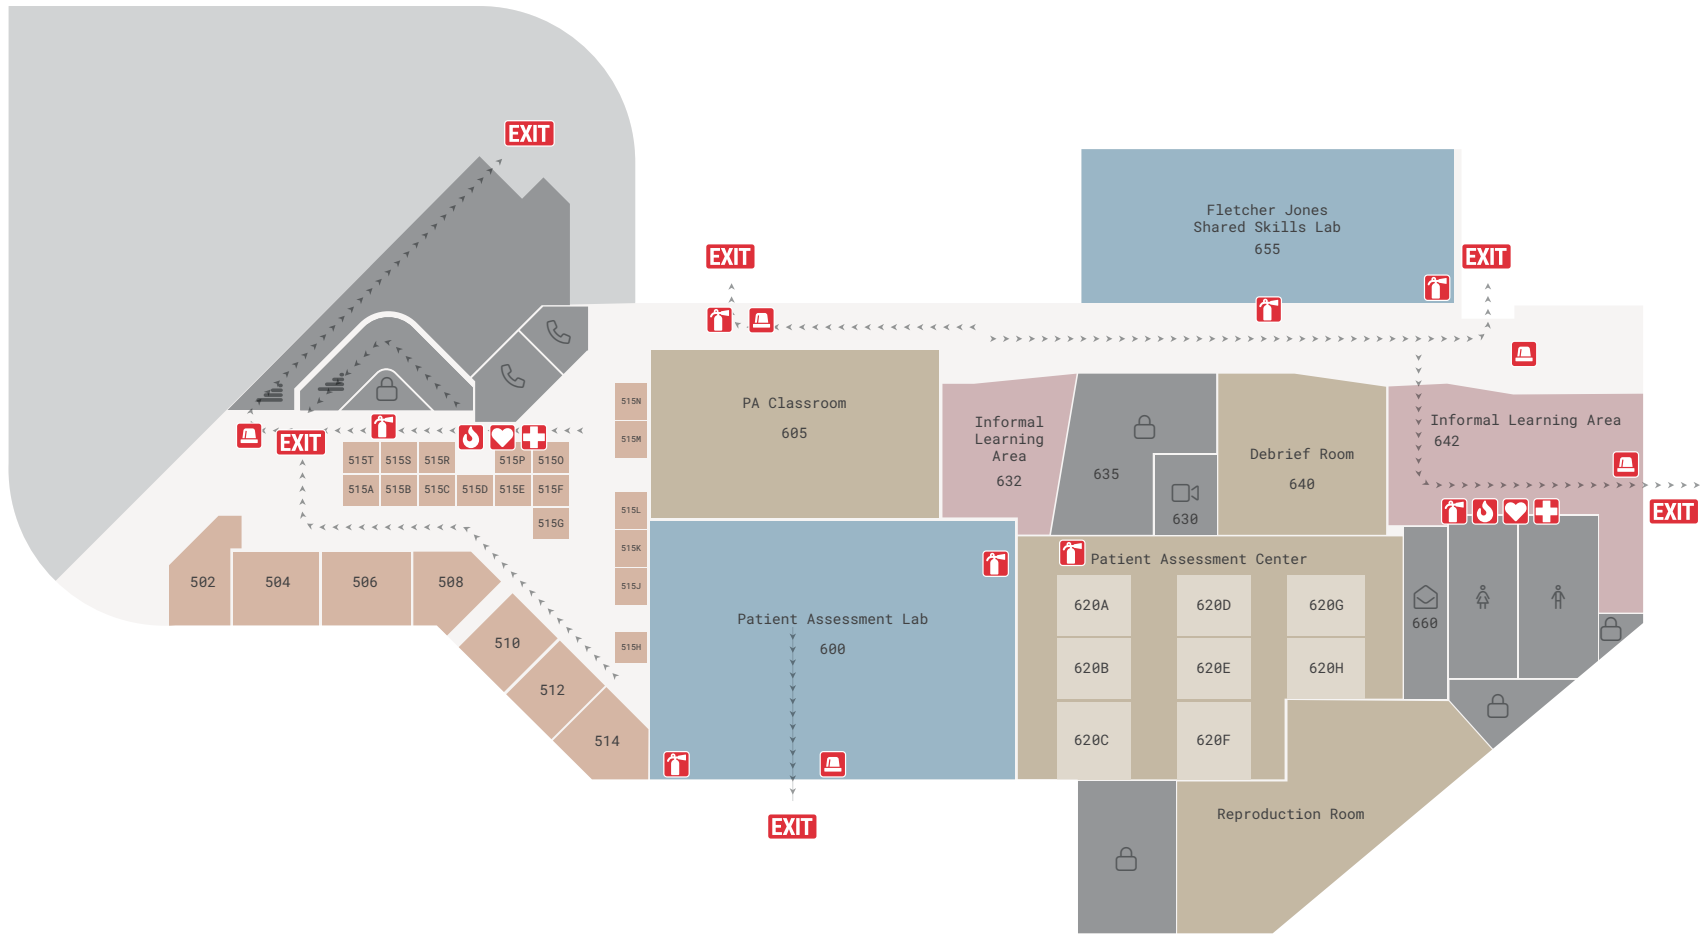 EXIT
Fletcher Jones
Shared Skills Lab
655
EXIT
EXIT
PA Classroom
605
515N
515M
Informal
Learning
Area
632
635
630
Debrief Room
640
Informal Learning Area
642
EXIT
515T
515S
515R
515P
515O
515A
515B
515C
515D
515E
515F
515G
515L
515K
515J
515H
EXIT
502
504
506
508
510
512
514
Patient Assessment Lab
600
Patient Assessment Center
620A
620D
620G
620B
620E
620H
620C
620F
660
EXIT
Reproduction Room